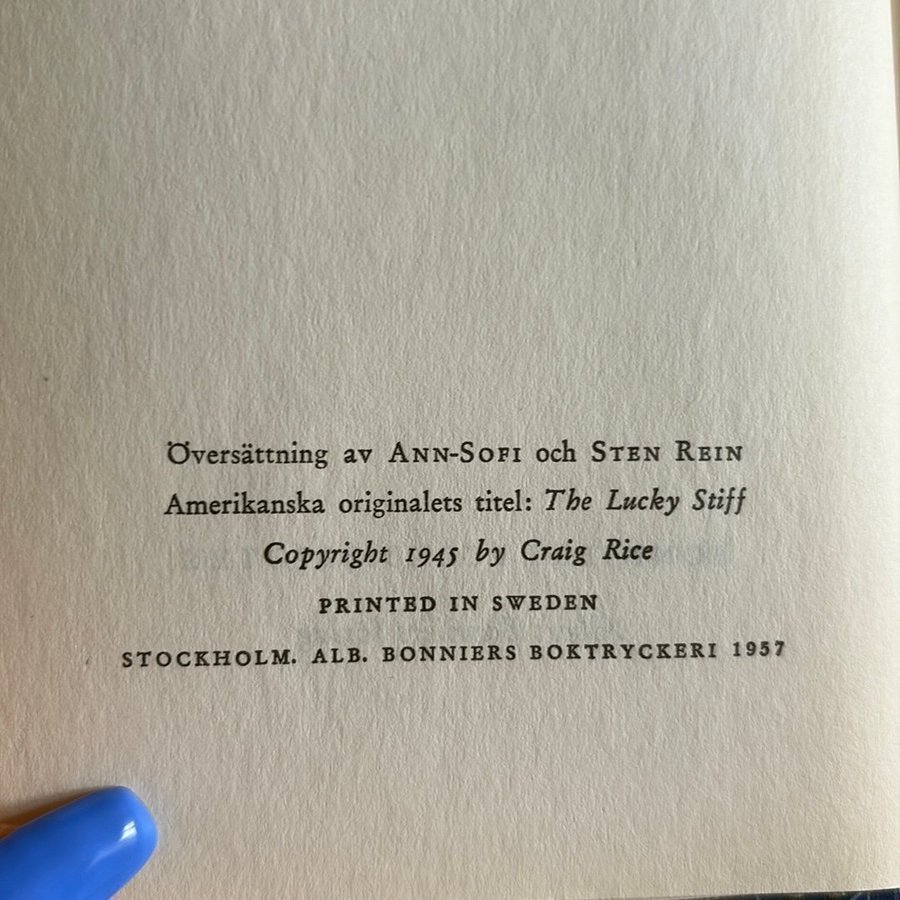 Översättning av Ann-Sofi och Sten Rein
Amerikanska originalets titel: The Lucky Stiff
Copyright 1945 by Craig Rice
PRINTED IN SWEDEN
STOCKHOLM. ALB. BONNIERS BOKTRYCKERI 1957